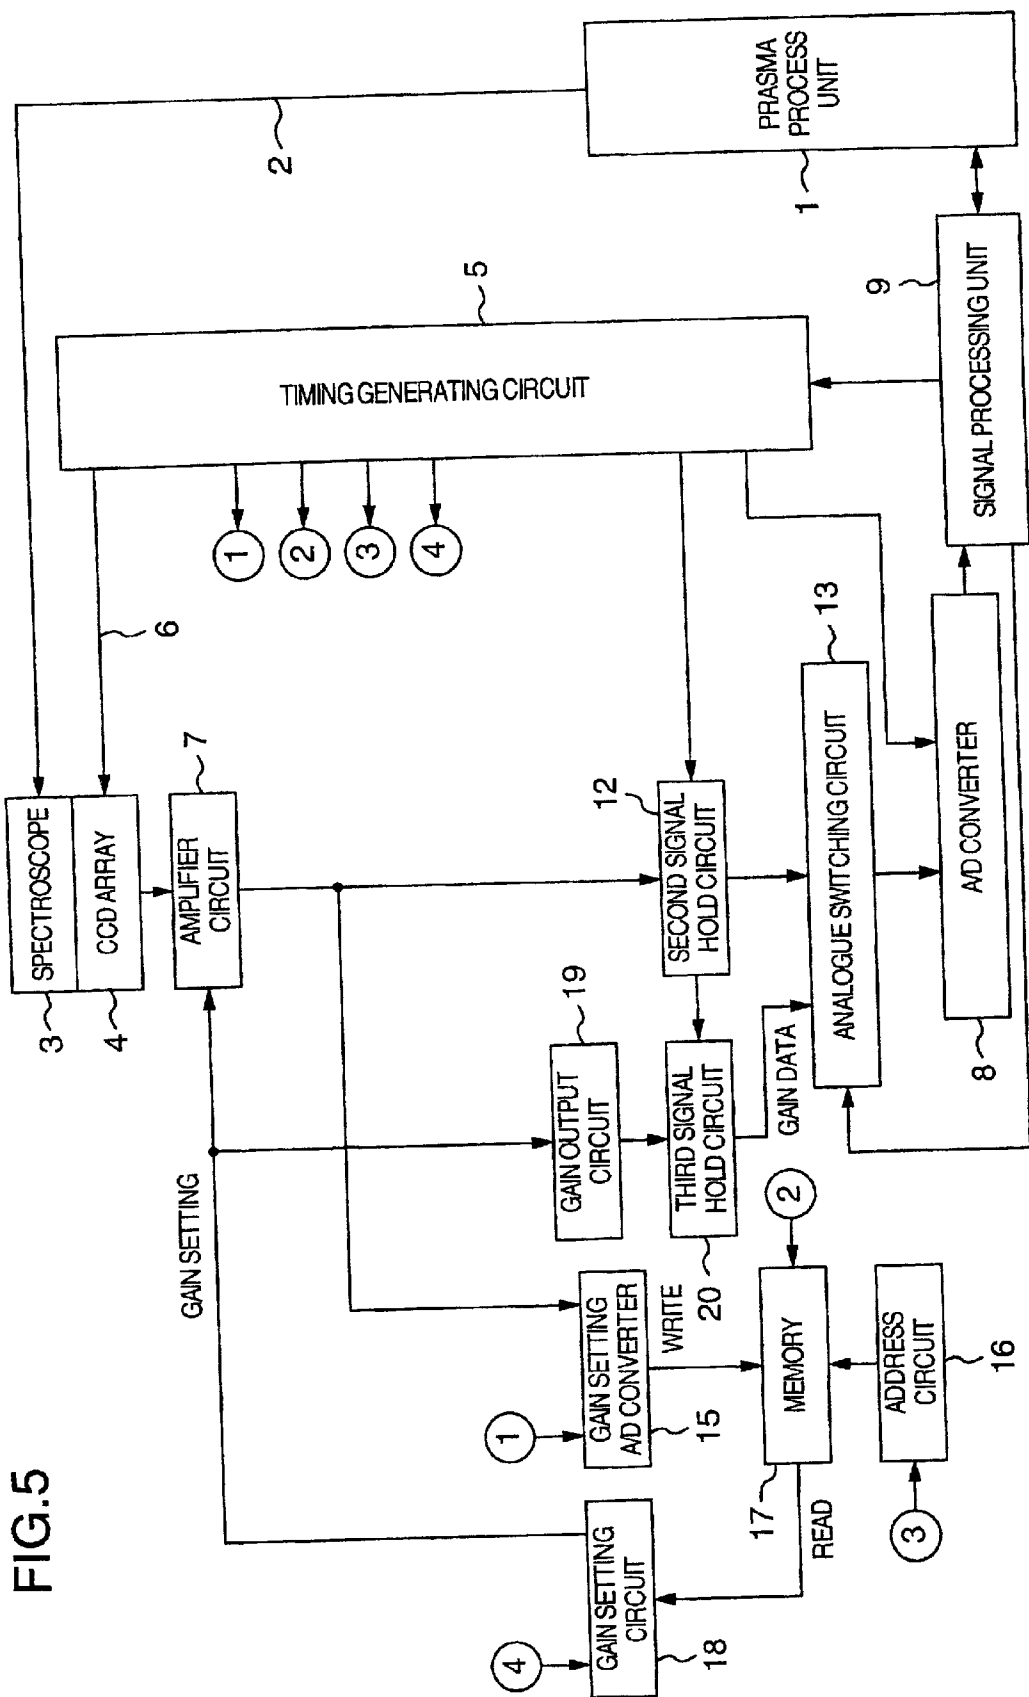 FIG.5
SPECTROSCOPE
3
CCD ARRAY
4
AMPLIFIER
CIRCUIT
7
6
2
GAIN SETTING
TIMING GENERATING CIRCUIT
5
1
2
3
4
PRASMA
PROCESS
UNIT
1
4
GAIN SETTING
CIRCUIT
18
1
GAIN SETTING
A/D CONVERTER
15
GAIN OUTPUT
CIRCUIT
19
WRITE
THIRD SIGNAL
HOLD CIRCUIT
20
SECOND SIGNAL
HOLD CIRCUIT
12
READ
MEMORY
17
2
GAIN DATA
ANALOGUE SWITCHING CIRCUIT
13
3
ADDRESS
CIRCUIT
16
A/D CONVERTER
8
SIGNAL PROCESSING UNIT
9